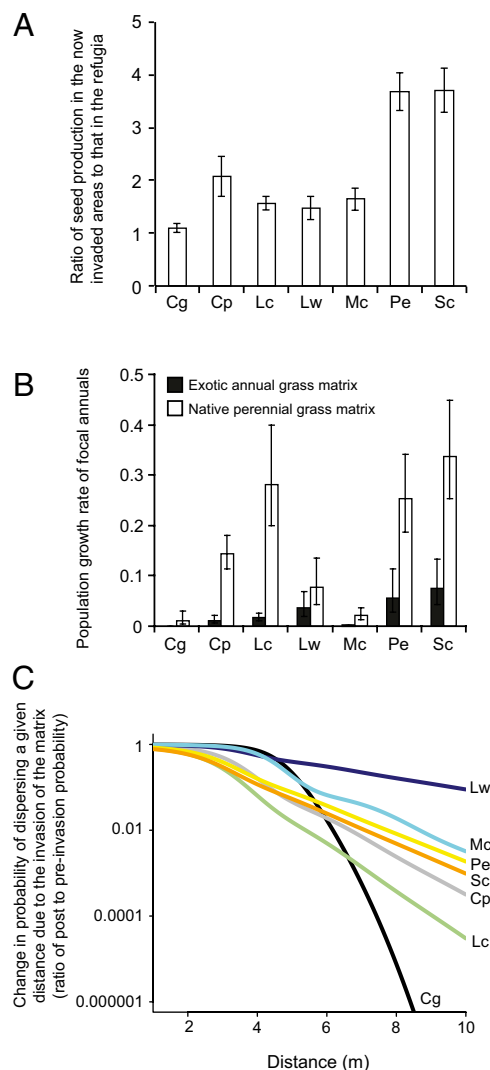 A
Ratio of seed production in the now
invaded areas to that in the refugia
5
4
3
2
1
0
Cg Cp Lc Lw Mc Pe Sc
B
Population growth rate of focal annuals
0.5
0.4
0.3
0.2
0.1
0
Exotic annual grass matrix
Native perennial grass matrix
Cg Cp Lc Lw Mc Pe Sc
C
Change in probability of dispersing a given
distance due to the invasion of the matrix
(ratio of post to pre-invasion probability)
1
0.01
0.0001
0.000001
Lw
Mc
Pe
Sc
Cp
Lc
Cg
2 4 6 8 10
Distance (m)